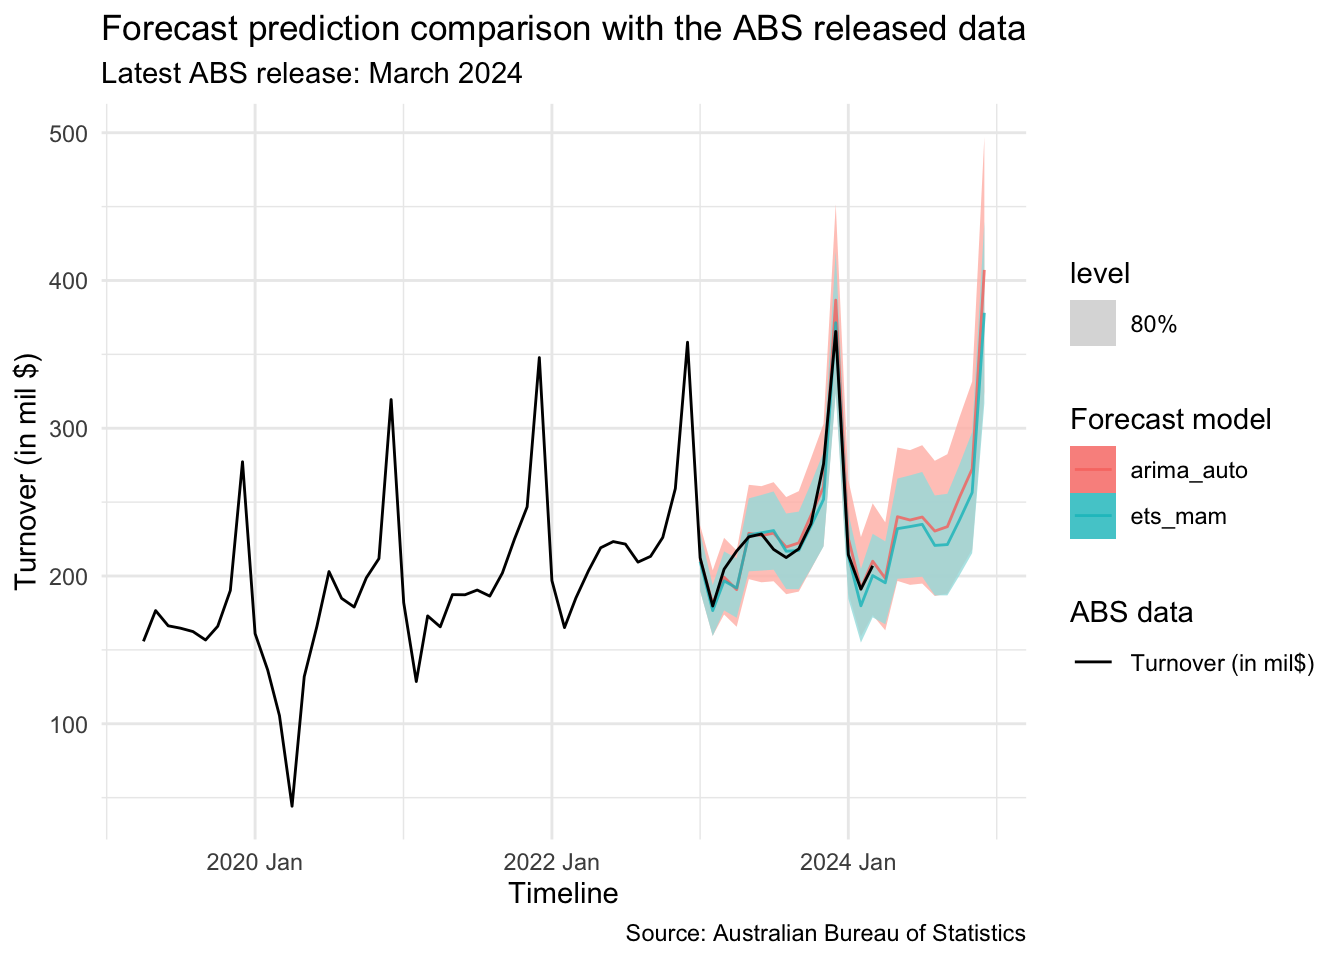 Forecast prediction comparison with the ABS released data
Latest ABS release: March 2024
500
400
300
200
100
Turnover (in mil $)
2020 Jan
2022 Jan
2024 Jan
Timeline
level
80%
Forecast model
arima_auto
ets_mam
ABS data
Turnover (in mil$)
Source: Australian Bureau of Statistics